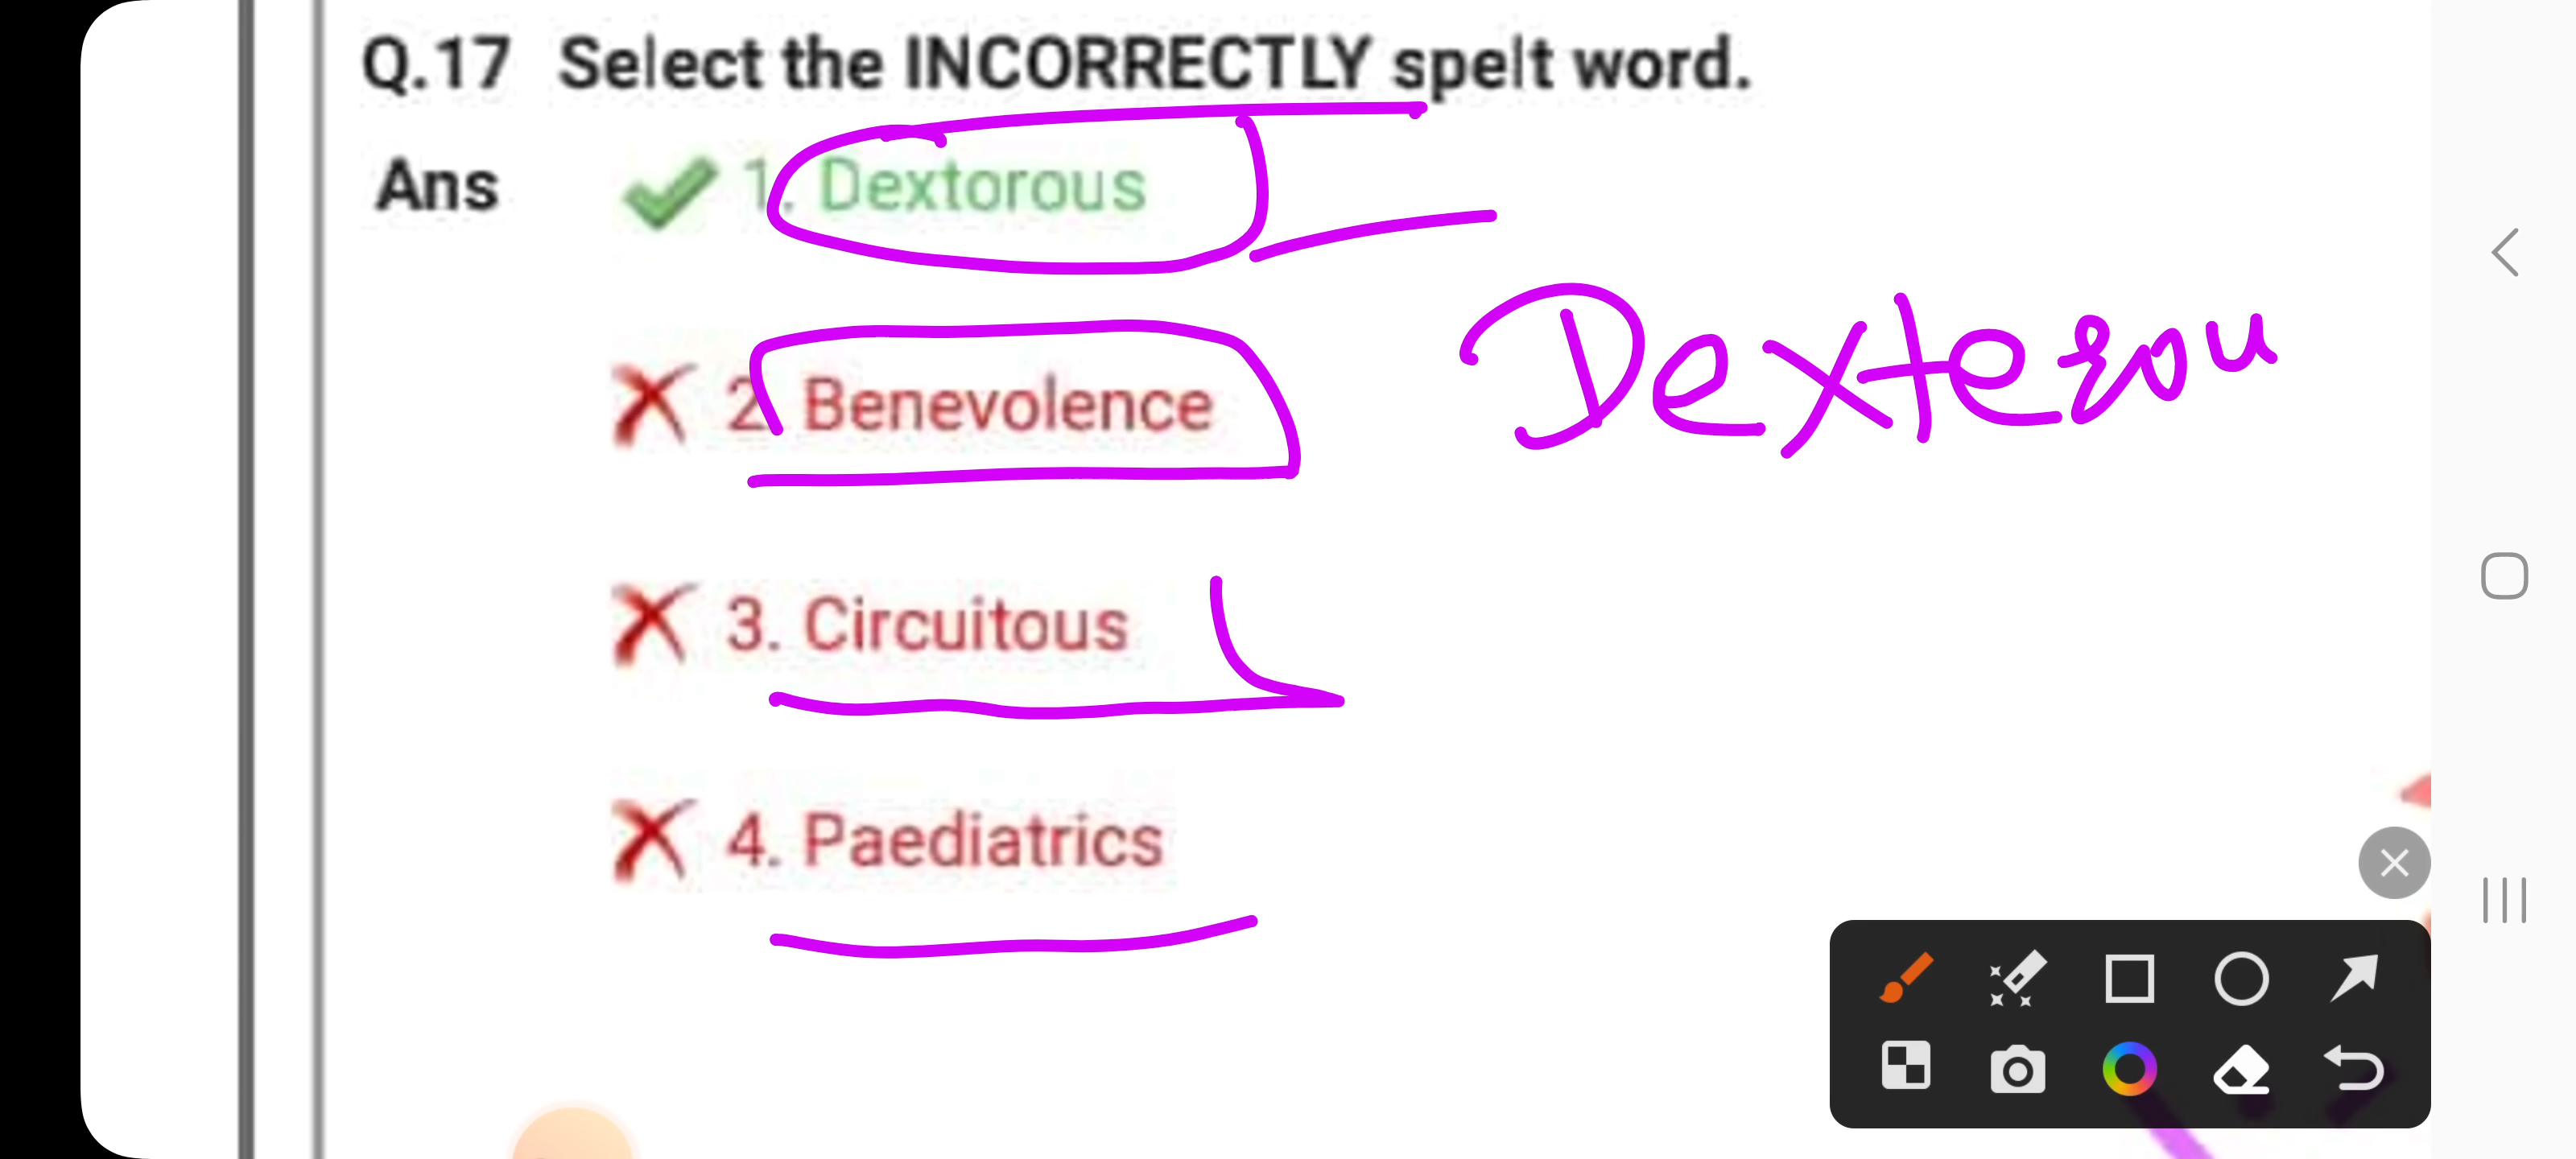 Q.17 Select the INCORRECTLY spelt word.
Ans 1. Dextorous
2. Benevolence
Dexterou
3. Circuitous
4. Paediatrics